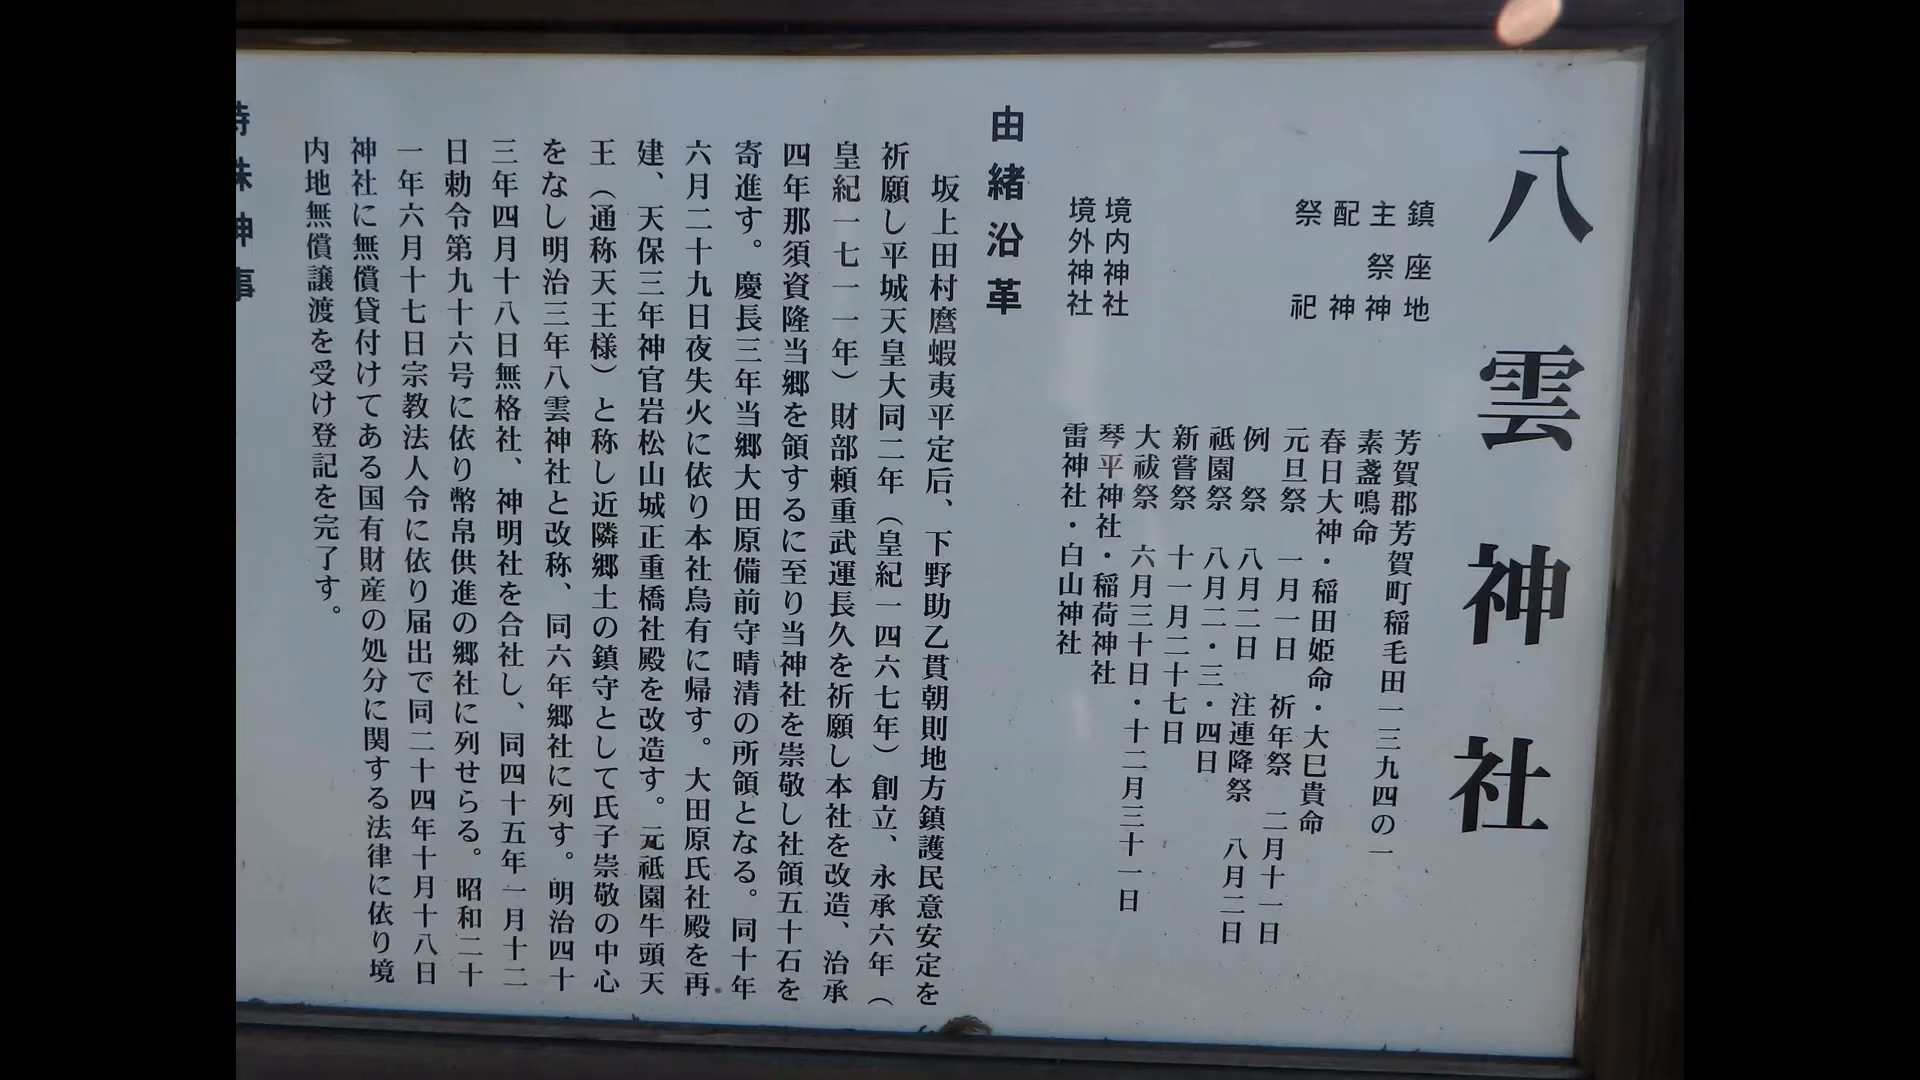 八雲神社
鎮座地 芳賀郡芳賀町稲毛田一三九四の一
主祭神 素盞鳴命
配神 春日大神・稲田姫命・大巳貴命
祭祀 元旦祭 一月一日 祈年祭 二月十一日
例祭 八月二日 注連降祭 八月二日
祇園祭 八月二・三・四日
新嘗祭 十一月二十七日
大祓祭 六月三十日・十二月三十一日
境内神社 琴平神社・稲荷神社
境外神社 雷神社・白山神社
由緒沿革
坂上田村麿蝦夷平定后、下野助乙貫朝則地方鎮護民意安定を
祈願し平城天皇大同二年（皇紀一四六七年）創立、永承六年（
皇紀一七一一年）財部頼重武運長久を祈願し本社を改造、治承
四年那須資隆当郷を領するに至り当神社を崇敬し社領五十石を
寄進す。慶長三年当郷大田原備前守晴清の所領となる。同十年
六月二十九日夜失火に依り本社烏有に帰す。大田原氏社殿を再
建、天保三年神官岩松山城正重橋社殿を改造す。元祇園牛頭天
王（通称天王様）と称し近隣郷土の鎮守として氏子崇敬の中心
をなし明治三年八雲神社と改称、同六年郷社に列す。明治四十
三年四月十八日無格社、神明社を合社し、同四十五年一月十二
日勅令第九十六号に依り幣帛供進の郷社に列せらる。昭和二十
一年六月十七日宗教法人令に依り届出で同二十四年十月十八日
神社に無償貸付けてある国有財産の処分に関する法律に依り境
内地無償譲渡を受け登記を完了す。
特殊神事